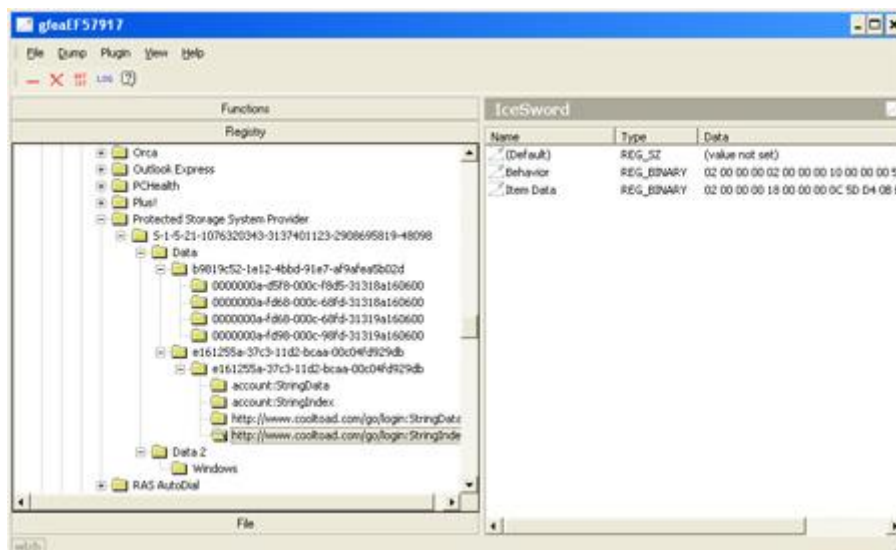 gfeaEF57917
File Dump Plugin View Help
LOG
Functions
Registry
Orca
Outlook Express
PCHealth
Plus!
Protected Storage System Provider
S-1-5-21-1076320343-3137401123-2908695819-48098
Data
b9819c52-1e12-4bbd-91e7-af9afea5b02d
0000000a-d5f8-000c-f8d5-31318a160600
0000000a-fd68-000c-68fd-31318a160600
0000000a-fd68-000c-68fd-31319a160600
0000000a-fd98-000c-98fd-31319a160600
e161255a-37c3-11d2-bcaa-00c04fd929db
e161255a-37c3-11d2-bcaa-00c04fd929db
account:StringData
account:StringIndex
http://www.cooltoad.com/go/login:StringData
http://www.cooltoad.com/go/login:StringInde
Data 2
Windows
RAS AutoDial
File
IceSword
Name Type Data
(Default) REG_SZ (value not set)
Behavior REG_BINARY 02 00 00 00 02 00 00 00 10 00 00 00 5
Item Data REG_BINARY 02 00 00 00 18 00 00 00 0C 5D D4 0B